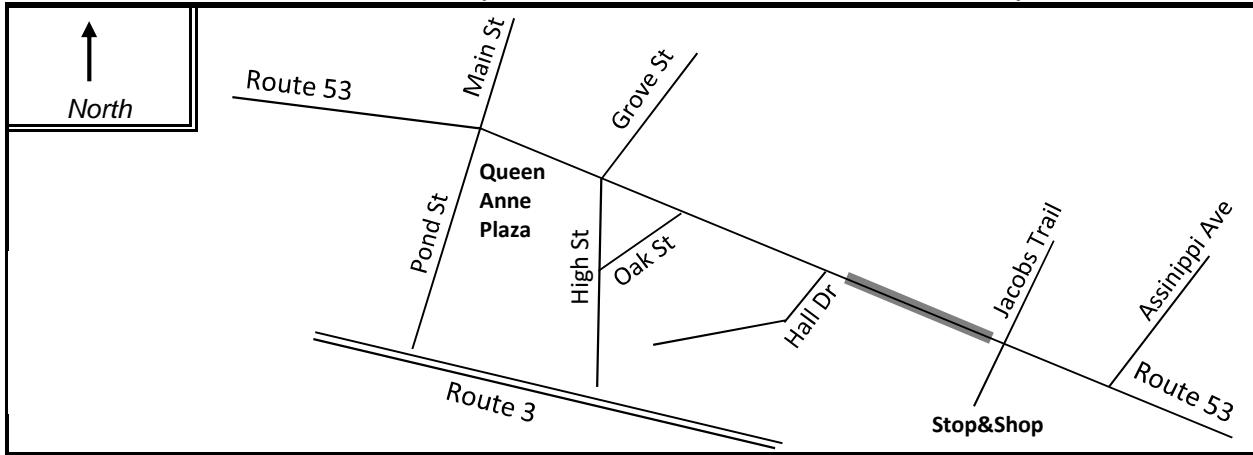 North
Route 53
Main St
Grove St
Queen
Anne
Plaza
Pond St
High St
Oak St
Hall Dr
Jacobs Trail
Assinippi Ave
Route 53
Route 3
Stop&Shop